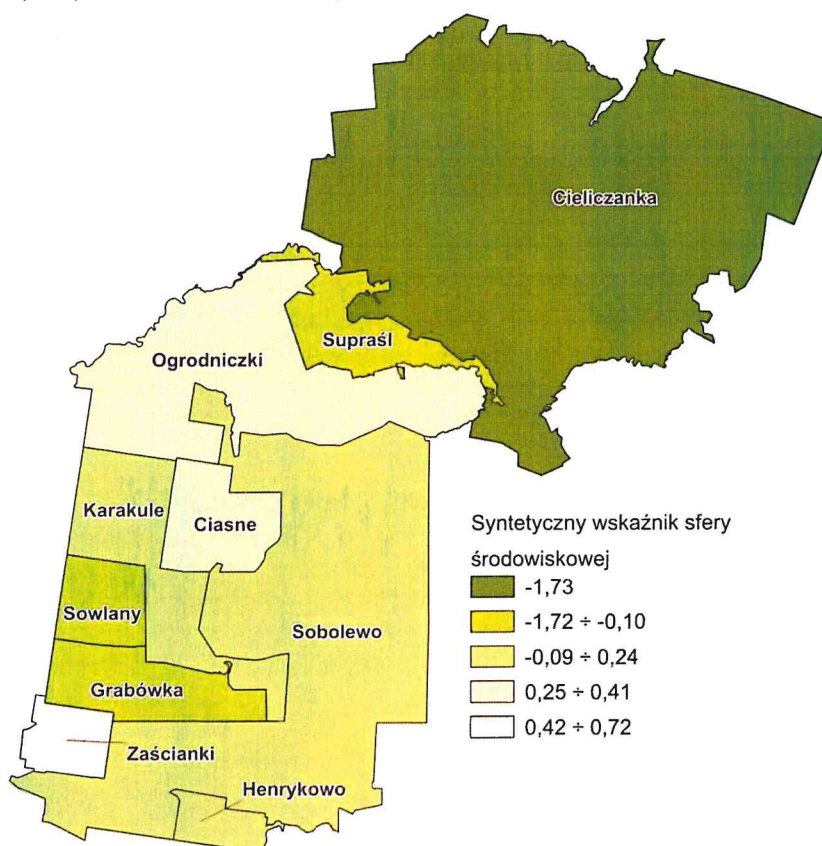 Cieliczanka
Supraśl
Ogrodniczki
Karakule
Ciasne
Sowlany
Sobolewo
Grabówka
Zaścianki
Henrykowo
Syntetyczny wskaźnik sfery
środowiskowej
-1,73
-1,72 ÷ -0,10
-0,09 ÷ 0,24
0,25 ÷ 0,41
0,42 ÷ 0,72